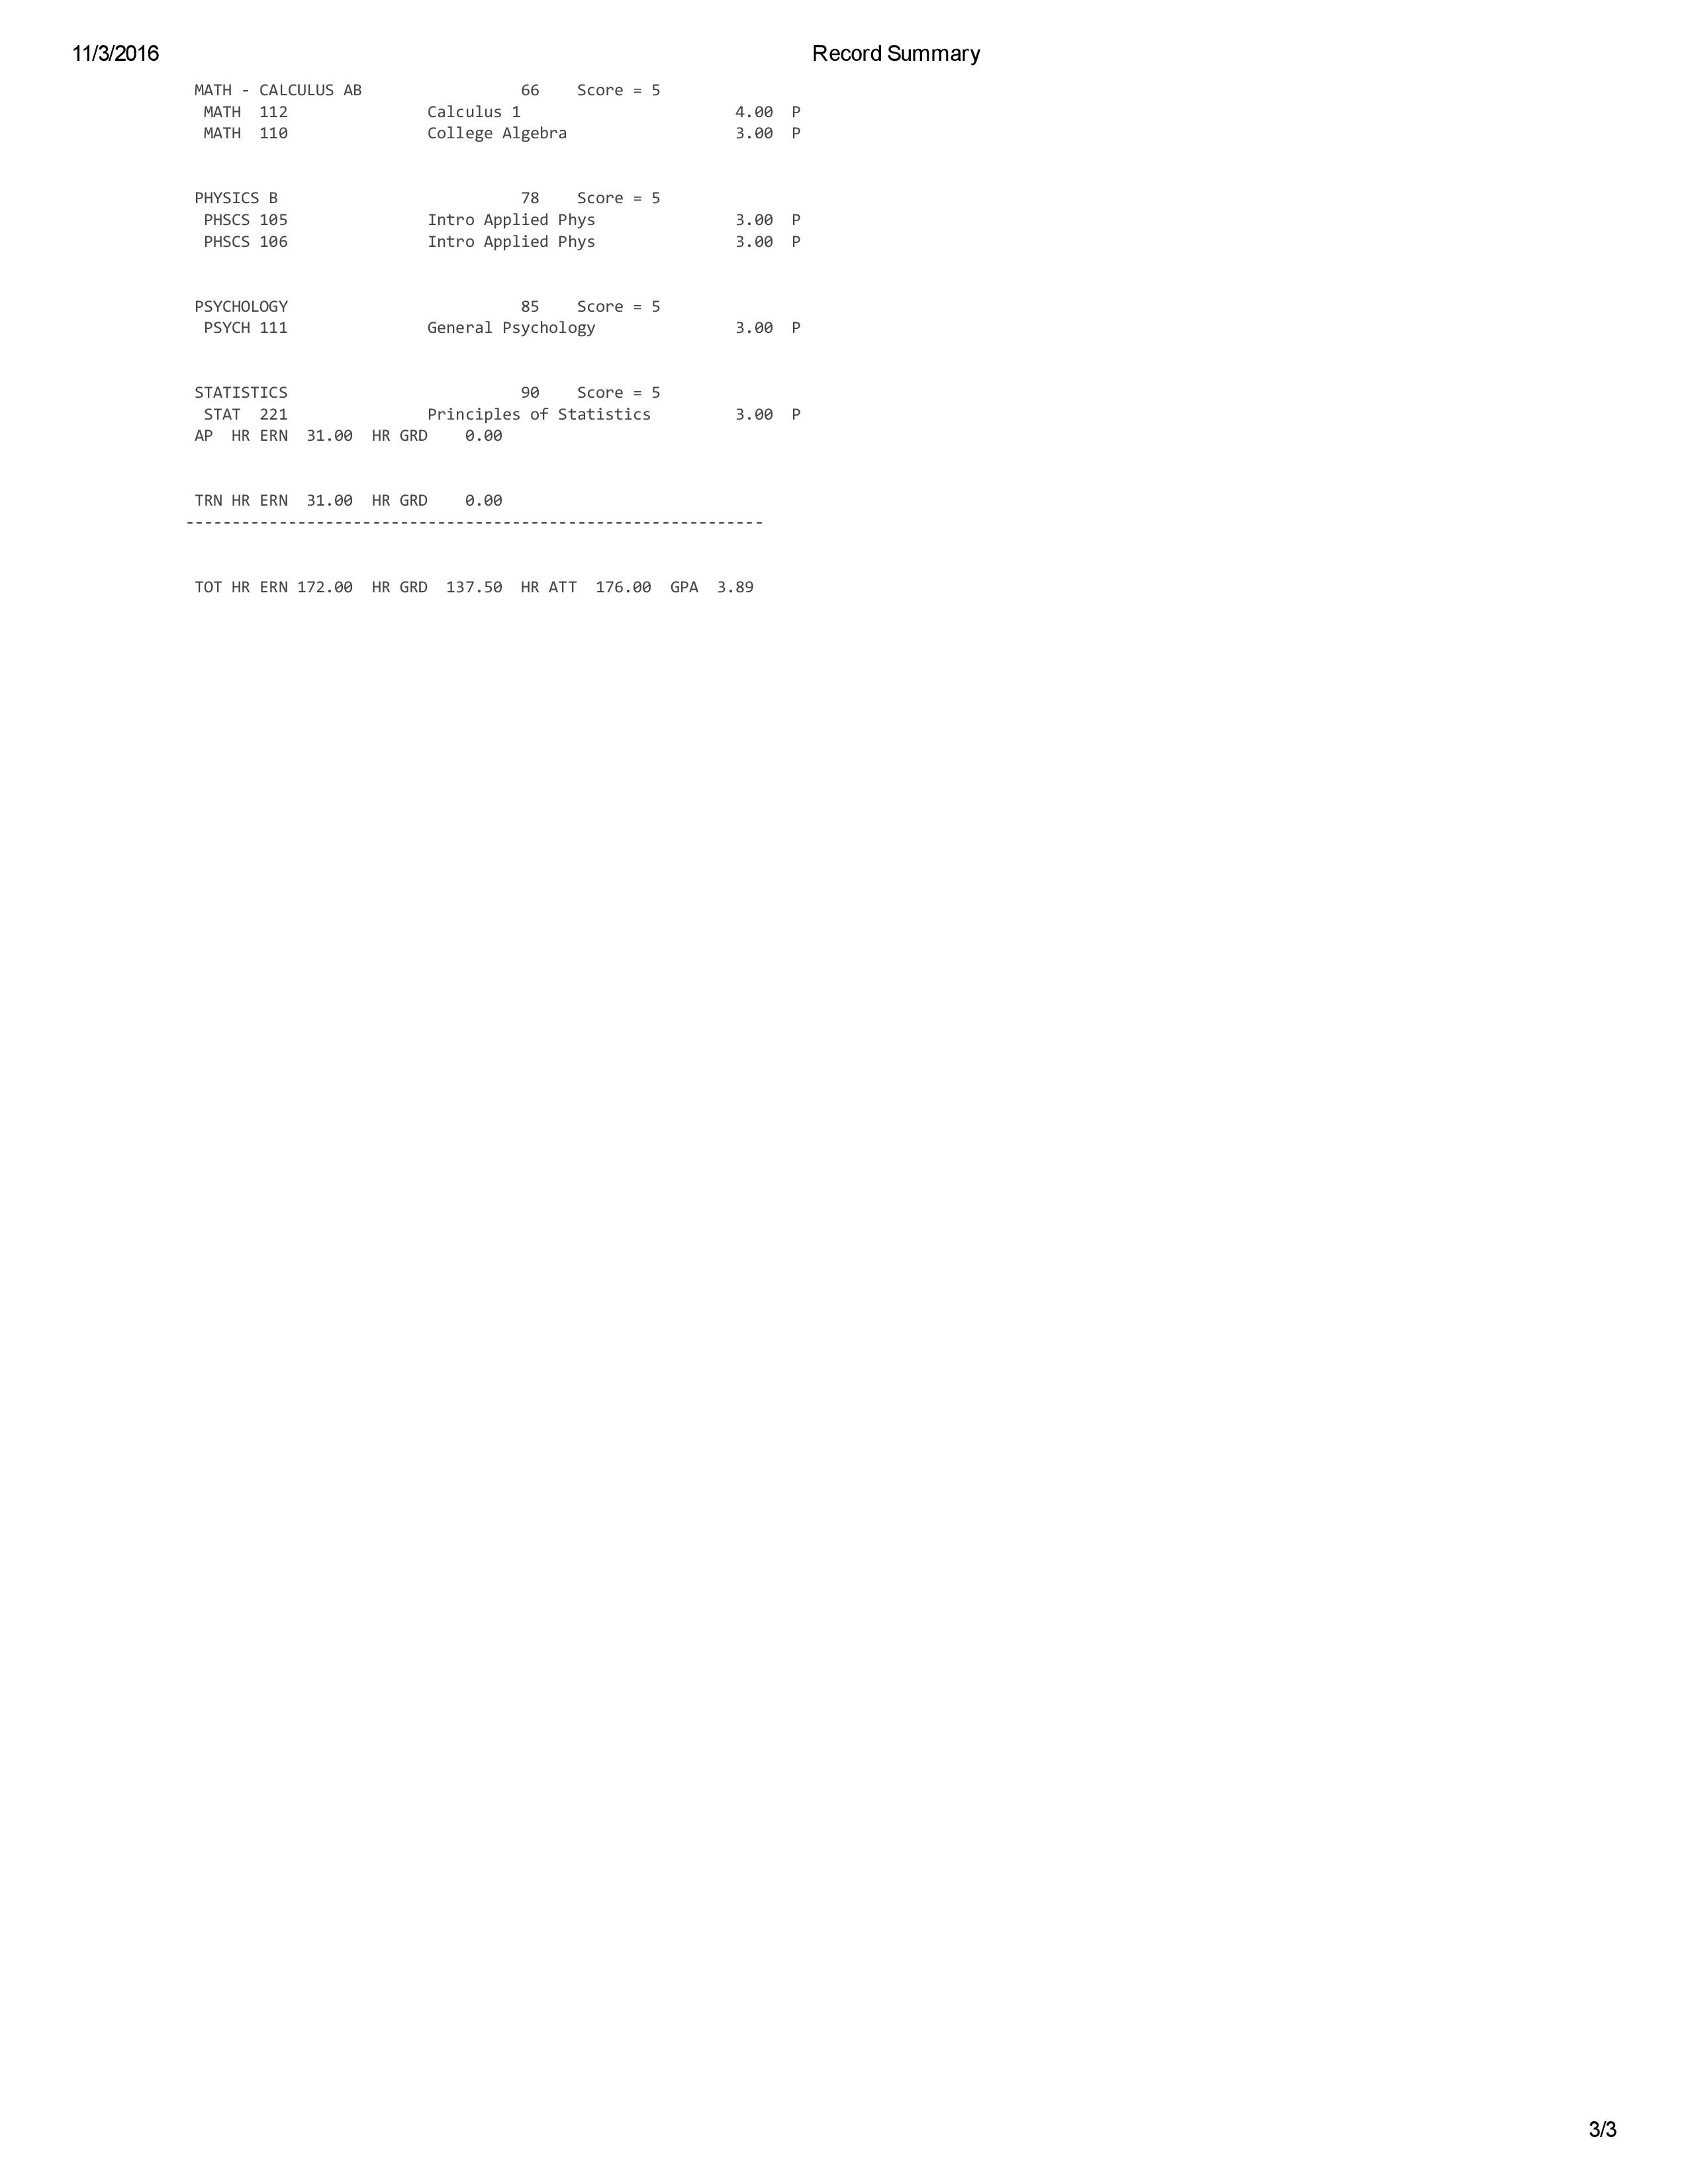 11/3/2016 Record Summary
MATH - CALCULUS AB 66 Score = 5
MATH 112 Calculus 1 4.00 P
MATH 110 College Algebra 3.00 P
PHYSICS B 78 Score = 5
PHSCS 105 Intro Applied Phys 3.00 P
PHSCS 106 Intro Applied Phys 3.00 P
PSYCHOLOGY 85 Score = 5
PSYCH 111 General Psychology 3.00 P
STATISTICS 90 Score = 5
STAT 221 Principles of Statistics 3.00 P
AP HR ERN 31.00 HR GRD 0.00
TRN HR ERN 31.00 HR GRD 0.00
--------------------------------------------------------------
TOT HR ERN 172.00 HR GRD 137.50 HR ATT 176.00 GPA 3.89
3/3